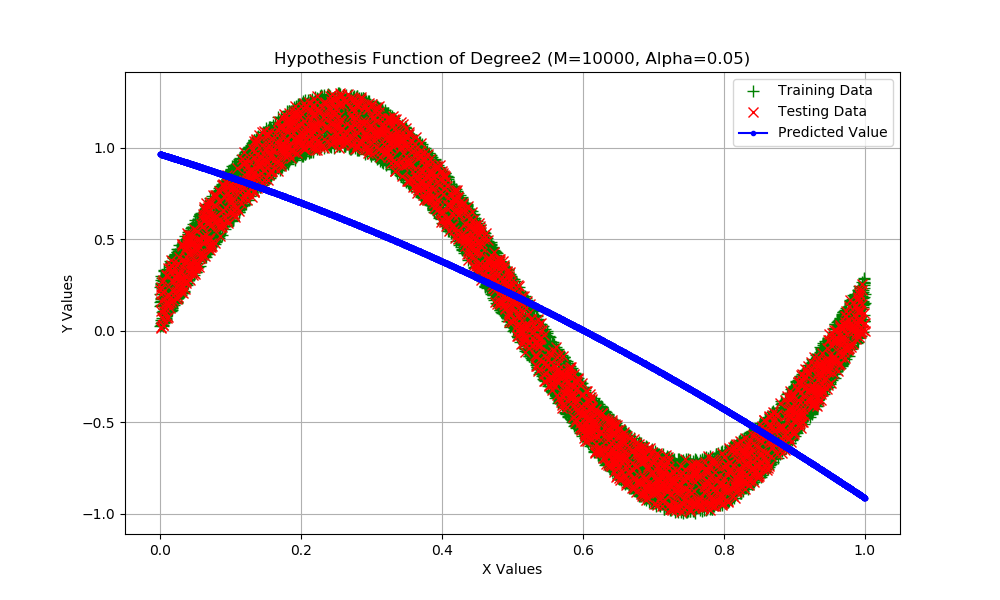 Hypothesis Function of Degree2 (M=10000, Alpha=0.05)
Training Data
Testing Data
Predicted Value
1.0
0.5
0.0
−0.5
−1.0
Y Values
0.0 0.2 0.4 0.6 0.8 1.0
X Values